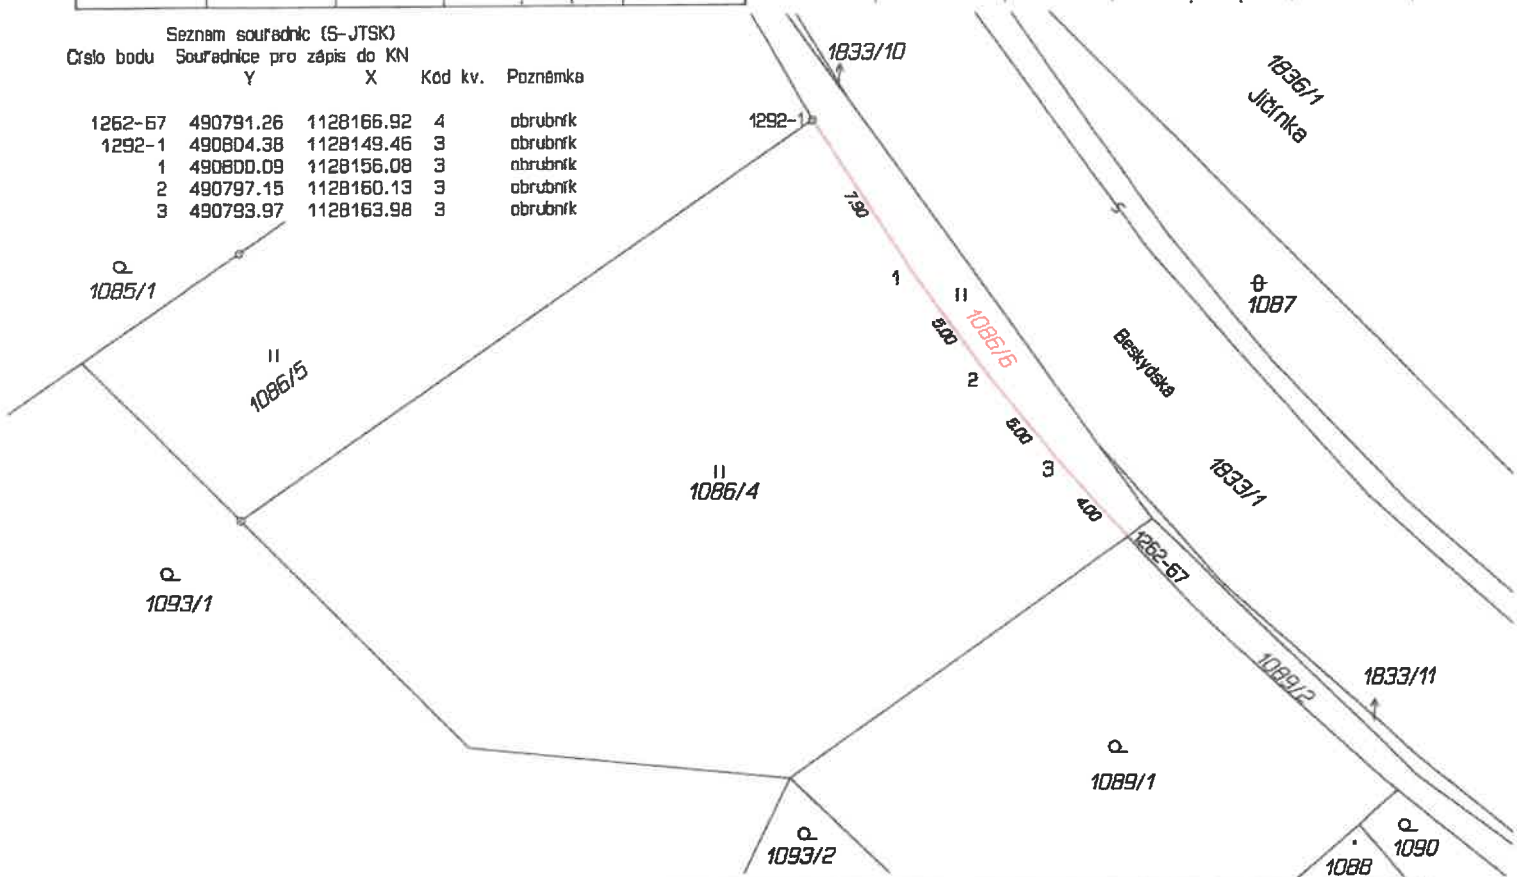 Seznam souřadnic (S-JTSK)
Číslo bodu Souřadnice pro zápis do KN
Y X Kód kv. Poznámka
1262-67 490791.26 1128166.92 4 obrubník
1292-1 490804.38 1128149.46 3 obrubník
1 490800.09 1128156.08 3 obrubník
2 490797.15 1128160.13 3 obrubník
3 490793.97 1128163.98 3 obrubník
1833/10
1836/1
Jičínka
1292-1
7.90
1085/1
1
1087
5.00
1086/6
1086/5
2
Beskydská
5.00
3
1833/1
1086/4
4.00
1262-67
1093/1
1089/2
1833/11
1089/1
1093/2
1090
1088